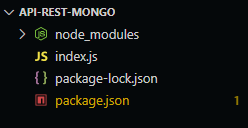 API-REST-MONGO
node_modules
JS index.js
{ } package-lock.json
n package.json 1